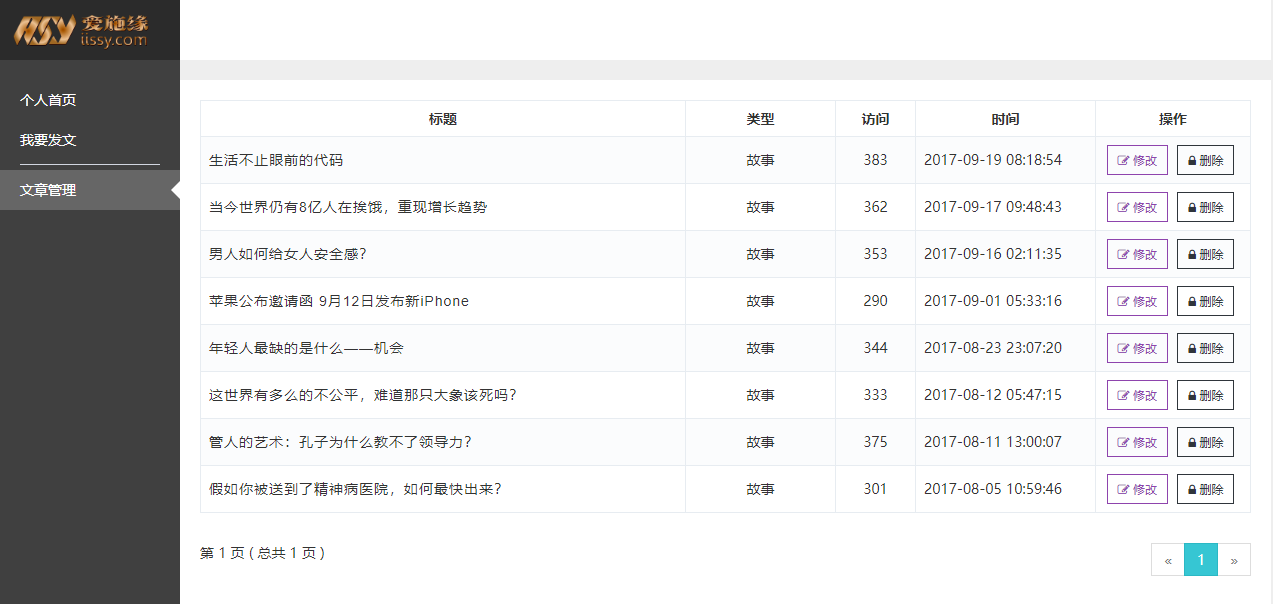 IISSY 爱施缘
iissy.com
个人首页
我要发文
文章管理
标题 类型 访问 时间 操作
生活不止眼前的代码 故事 383 2017-09-19 08:18:54 修改 删除
当今世界仍有8亿人在挨饿，重现增长趋势 故事 362 2017-09-17 09:48:43 修改 删除
男人如何给女人安全感？ 故事 353 2017-09-16 02:11:35 修改 删除
苹果公布邀请函 9月12日发布新iPhone 故事 290 2017-09-01 05:33:16 修改 删除
年轻人最缺的是什么——机会 故事 344 2017-08-23 23:07:20 修改 删除
这世界有多么的不公平，难道那只大象该死吗？ 故事 333 2017-08-12 05:47:15 修改 删除
管人的艺术：孔子为什么教不了领导力？ 故事 375 2017-08-11 13:00:07 修改 删除
假如你被送到了精神病医院，如何最快出来？ 故事 301 2017-08-05 10:59:46 修改 删除
第 1 页 ( 总共 1 页 ) « 1 »